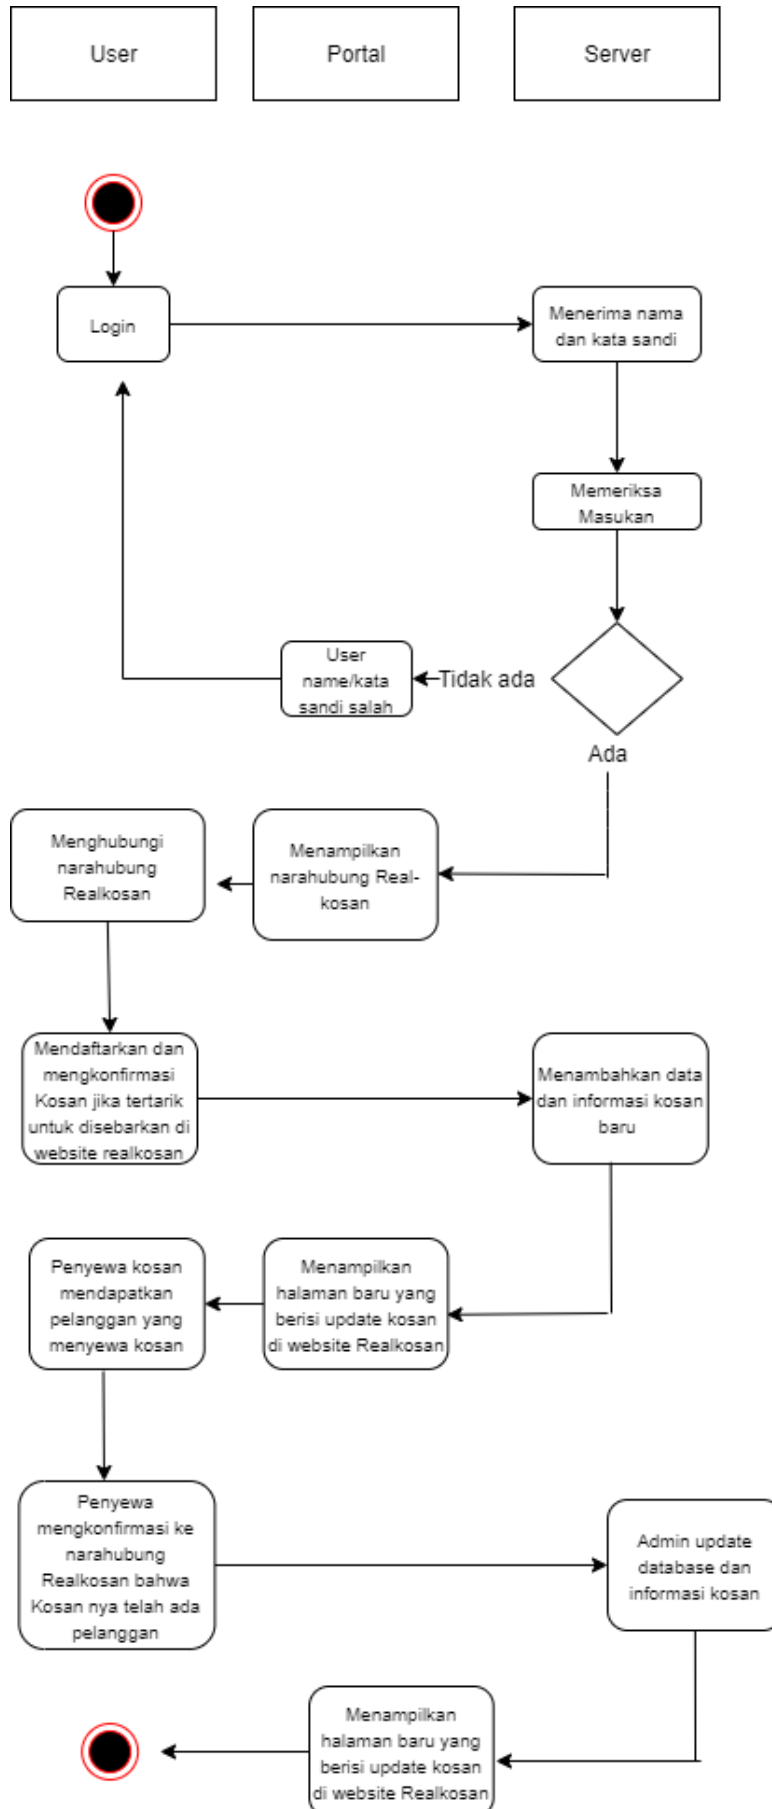 User
Portal
Server
Login
Menerima nama
dan kata sandi
Memeriksa
Masukan
User
name/kata
sandi salah
Tidak ada
Ada
Menghubungi
narahubung
Realkosan
Menampilkan
narahubung Real-
kosan
Mendaftarkan dan
mengkonfirmasi
Kosan jika tertarik
untuk disebarkan di
website realkosan
Menambahkan data
dan informasi kosan
baru
Penyewa kosan
mendapatkan
pelanggan yang
menyewa kosan
Menampilkan
halaman baru yang
berisi update kosan
di website Realkosan
Penyewa
mengkonfirmasi ke
narahubung
Realkosan bahwa
Kosan nya telah ada
pelanggan
Admin update
database dan
informasi kosan
Menampilkan
halaman baru yang
berisi update kosan
di website Realkosan